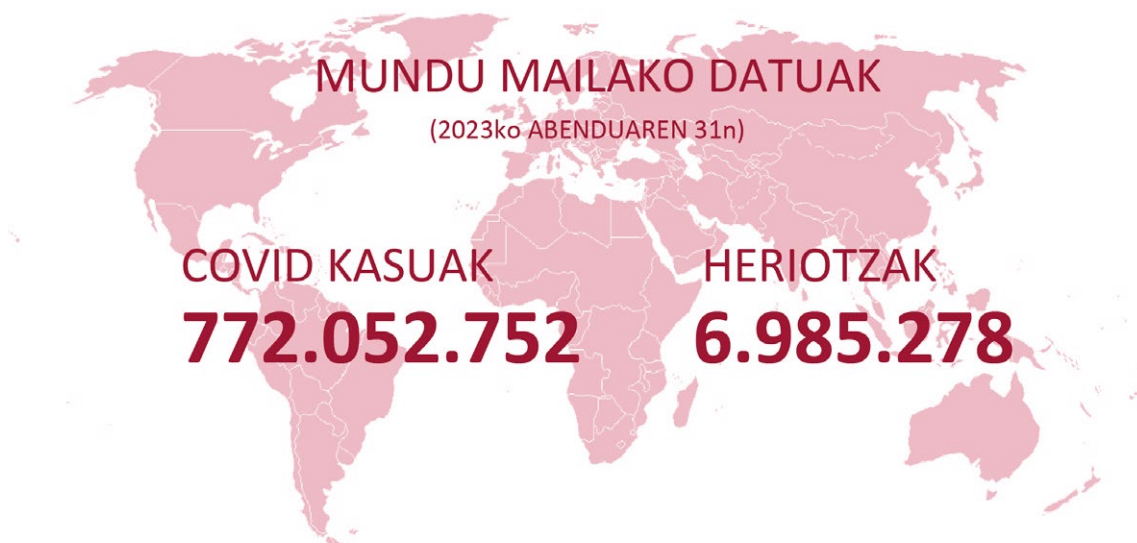 MUNDU MAILAKO DATUAK
(2023ko ABENDUAREN 31n)
COVID KASUAK
772.052.752
HERIOTZAK
6.985.278